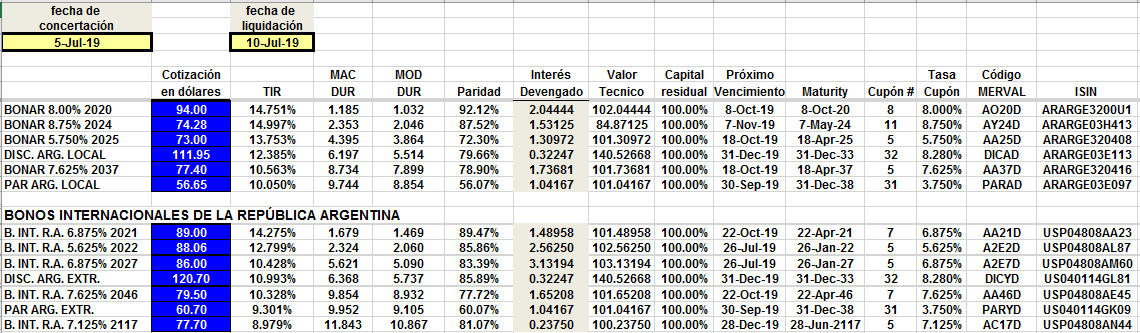 fecha de concertación fecha de liquidación
5-Jul-19 10-Jul-19
Cotización MAC MOD Interés Valor Capital Próximo Tasa Código
en dólares TIR DUR DUR Paridad Devengado Tecnico residual Vencimiento Maturity Cupón # Cupón MERVAL ISIN
BONAR 8.00% 2020 94.00 14.751% 1.185 1.032 92.12% 2.04444 102.04444 100.00% 8-Oct-19 8-Oct-20 8 8.000% AO20D ARARGE3200U1
BONAR 8.75% 2024 74.28 14.997% 2.353 2.046 87.52% 1.53125 84.87125 100.00% 7-Nov-19 7-May-24 11 8.750% AY24D ARARGE03H413
BONAR 5.750% 2025 73.00 13.753% 4.395 3.864 72.30% 1.30972 101.30972 100.00% 18-Oct-19 18-Apr-25 5 5.750% AA25D ARARGE320408
DISC. ARG. LOCAL 111.95 12.385% 6.197 5.514 79.66% 0.32247 140.52668 100.00% 31-Dec-19 31-Dec-33 32 8.280% DICAD ARARGE03E113
BONAR 7.625% 2037 77.40 10.563% 8.734 7.899 78.90% 1.73681 101.73681 100.00% 18-Oct-19 18-Apr-37 5 7.625% AA37D ARARGE320416
PAR ARG. LOCAL 56.65 10.050% 9.744 8.854 56.07% 1.04167 101.04167 100.00% 30-Sep-19 31-Dec-38 31 3.750% PARAD ARARGE03E097
BONOS INTERNACIONALES DE LA REPÚBLICA ARGENTINA
B. INT. R.A. 6.875% 2021 89.00 14.275% 1.679 1.469 89.47% 1.48958 101.48958 100.00% 22-Oct-19 22-Apr-21 7 6.875% AA21D USP04808AA23
B. INT. R.A. 5.625% 2022 88.06 12.799% 2.324 2.060 85.86% 2.56250 102.56250 100.00% 26-Jul-19 26-Jan-22 5 5.625% A2E2D USP04808AL87
B. INT. R.A. 6.875% 2027 86.00 10.428% 5.621 5.090 83.39% 3.13194 103.13194 100.00% 26-Jul-19 26-Jan-27 5 6.875% A2E7D USP04808AM60
DISC. ARG. EXTR. 120.70 10.993% 6.368 5.737 85.89% 0.32247 140.52668 100.00% 31-Dec-19 31-Dec-33 32 8.280% DICYD US040114GL81
B. INT. R.A. 7.625% 2046 79.50 10.328% 9.854 8.932 77.72% 1.65208 101.65208 100.00% 22-Oct-19 22-Apr-46 7 7.625% AA46D USP04808AE45
PAR ARG. EXTR. 60.70 9.301% 9.952 9.105 60.07% 1.04167 101.04167 100.00% 30-Sep-19 31-Dec-38 31 3.750% PARYD US040114GK09
B. INT. R.A. 7.125% 2117 77.70 8.979% 11.843 10.867 81.07% 0.23750 100.23750 100.00% 28-Dec-19 28-Jun-2117 5 7.125% AC17D USP04808AN44